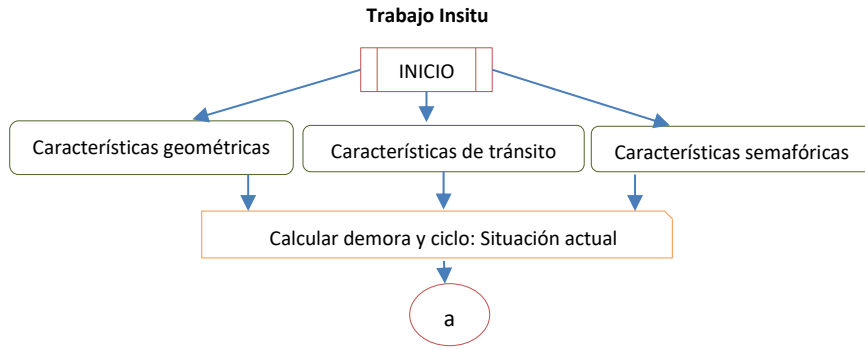 Trabajo Insitu
INICIO
Características geométricas
Características de tránsito
Características semafóricas
Calcular demora y ciclo: Situación actual
a